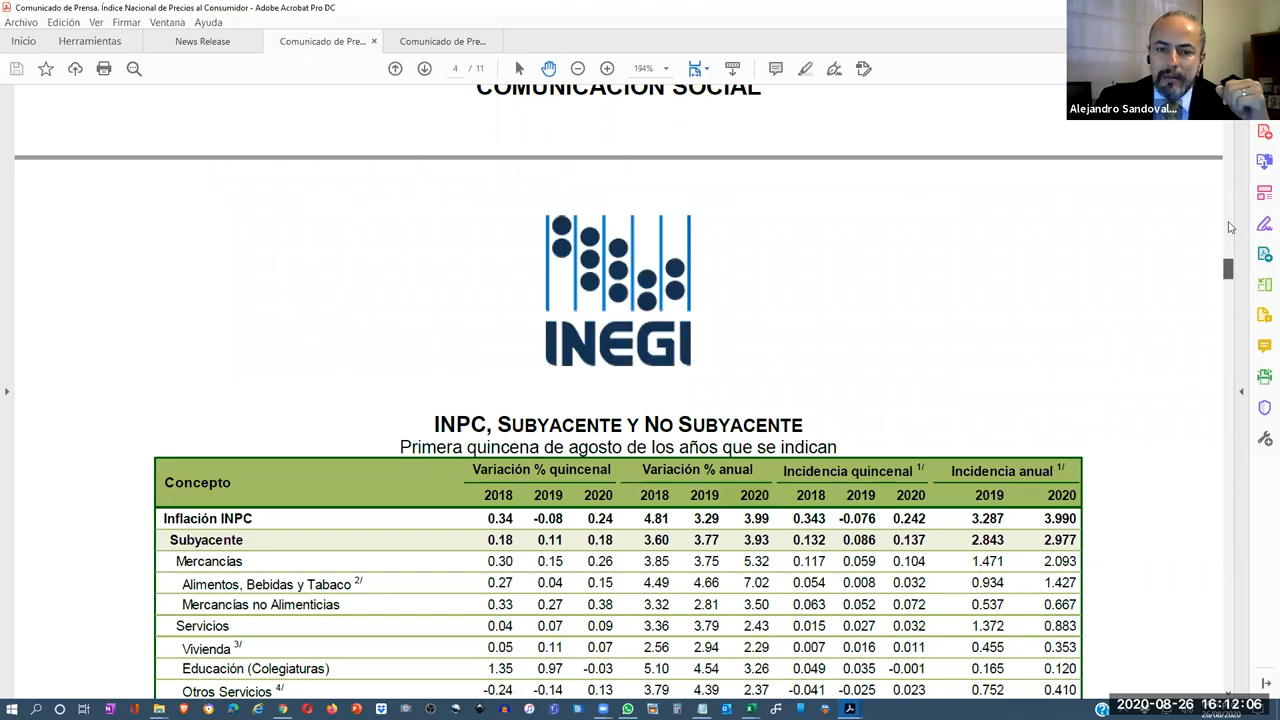 Comunicado de Prensa. Índice Nacional de Precios al Consumidor - Adobe Acrobat Pro DC
Archivo Edición Ver Firmar Ventana Ayuda
Inicio Herramientas News Release Comunicado de Pre... × Comunicado de Pre...
4 / 11 194%
Alejandro Sandoval...
COMUNICACIÓN SOCIAL
INEGI
INPC, SUBYACENTE Y NO SUBYACENTE
Primera quincena de agosto de los años que se indican
Concepto Variación % quincenal Variación % anual Incidencia quincenal 1/ Incidencia anual 1/
2018 2019 2020 2018 2019 2020 2018 2019 2020 2019 2020
Inflación INPC 0.34 -0.08 0.24 4.81 3.29 3.99 0.343 -0.076 0.242 3.287 3.990
Subyacente 0.18 0.11 0.18 3.60 3.77 3.93 0.132 0.086 0.137 2.843 2.977
Mercancías 0.30 0.15 0.26 3.85 3.75 5.32 0.117 0.059 0.104 1.471 2.093
Alimentos, Bebidas y Tabaco 2/ 0.27 0.04 0.15 4.49 4.66 7.02 0.054 0.008 0.032 0.934 1.427
Mercancías no Alimenticias 0.33 0.27 0.38 3.32 2.81 3.50 0.063 0.052 0.072 0.537 0.667
Servicios 0.04 0.07 0.09 3.36 3.79 2.43 0.015 0.027 0.032 1.372 0.883
Vivienda 3/ 0.05 0.11 0.07 2.56 2.94 2.29 0.007 0.016 0.011 0.455 0.353
Educación (Colegiaturas) 1.35 0.97 -0.03 5.10 4.54 3.26 0.049 0.035 -0.001 0.165 0.120
Otros Servicios 4/ -0.24 -0.14 0.13 3.79 4.39 2.37 -0.041 -0.025 0.023 0.752 0.410
2020-08-26 16:12:06
26/08/2020